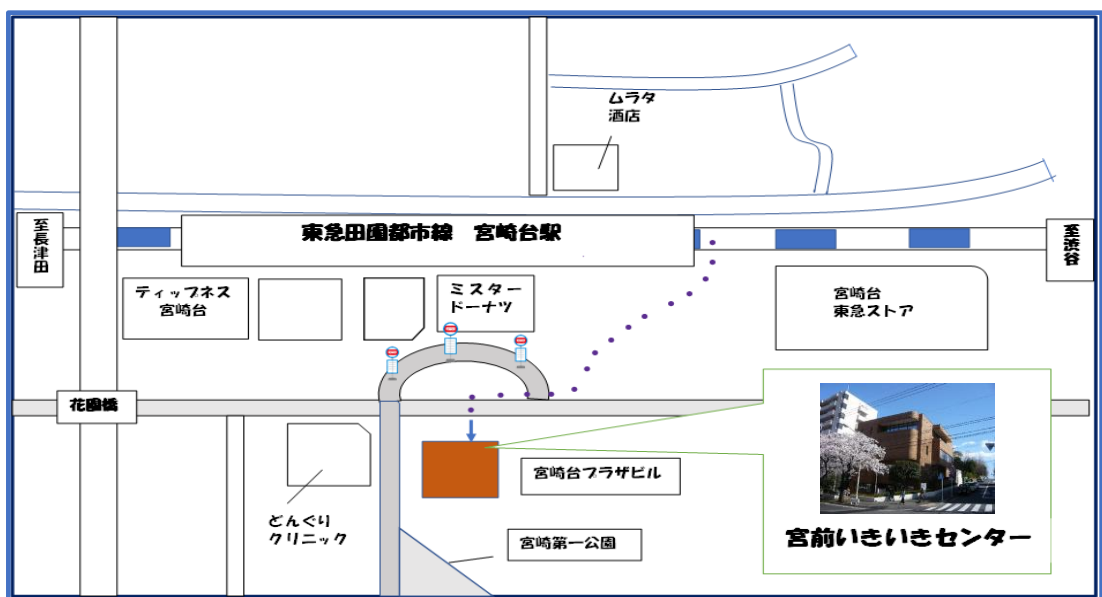 ムラタ
酒店
至長津田
東急田園都市線 宮崎台駅
至渋谷
ティップネス
宮崎台
ミスター
ドーナツ
宮崎台
東急ストア
花園橋
宮崎台プラザビル
どんぐり
クリニック
宮崎第一公園
宮前いきいきセンター